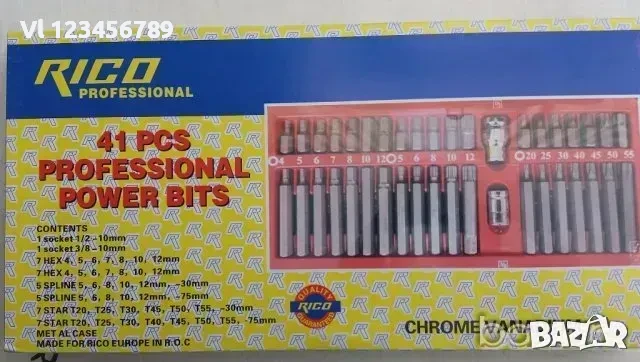 Vl 123456789
RICO
PROFESSIONAL
41 PCS
PROFESSIONAL
POWER BITS
CONTENTS
1 socket 1/2-10mm
1 socket 3/8-10mm
7 HEX 4, 5, 6, 7, 8, 10, 12mm
7 HEX 4, 5, 6, 7, 8, 10, 12mm
5 SPLINE 5, 6, 8, 10, 12mm, -30mm
5 SPLINE 5, 6, 8, 10, 12mm, -75mm
7 STAR T20, T25, T30, T45, T50, T55, -30mm
7 STAR T20, T25, T30, T40, T45, T50, T55, -75mm
METAL CASE
MADE FOR RICO EUROPE IN R.O.C
4 5 6 7 8 10 12 5 6 8 10 12 20 25 30 40 45 50 55
QUALITY
RICO
GUARANTEED
CHROME VANADIUM
bazar
БАЗАР